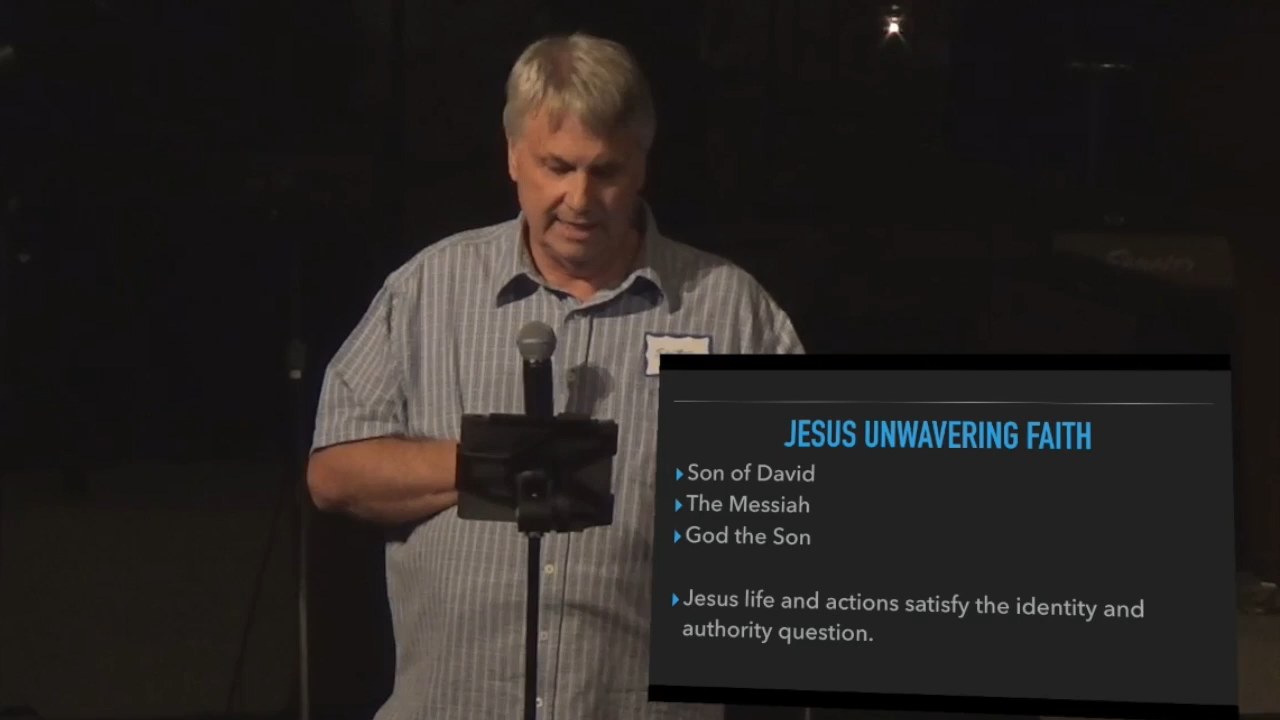 JESUS UNWAVERING FAITH
Son of David
The Messiah
God the Son
Jesus life and actions satisfy the identity and
authority question.